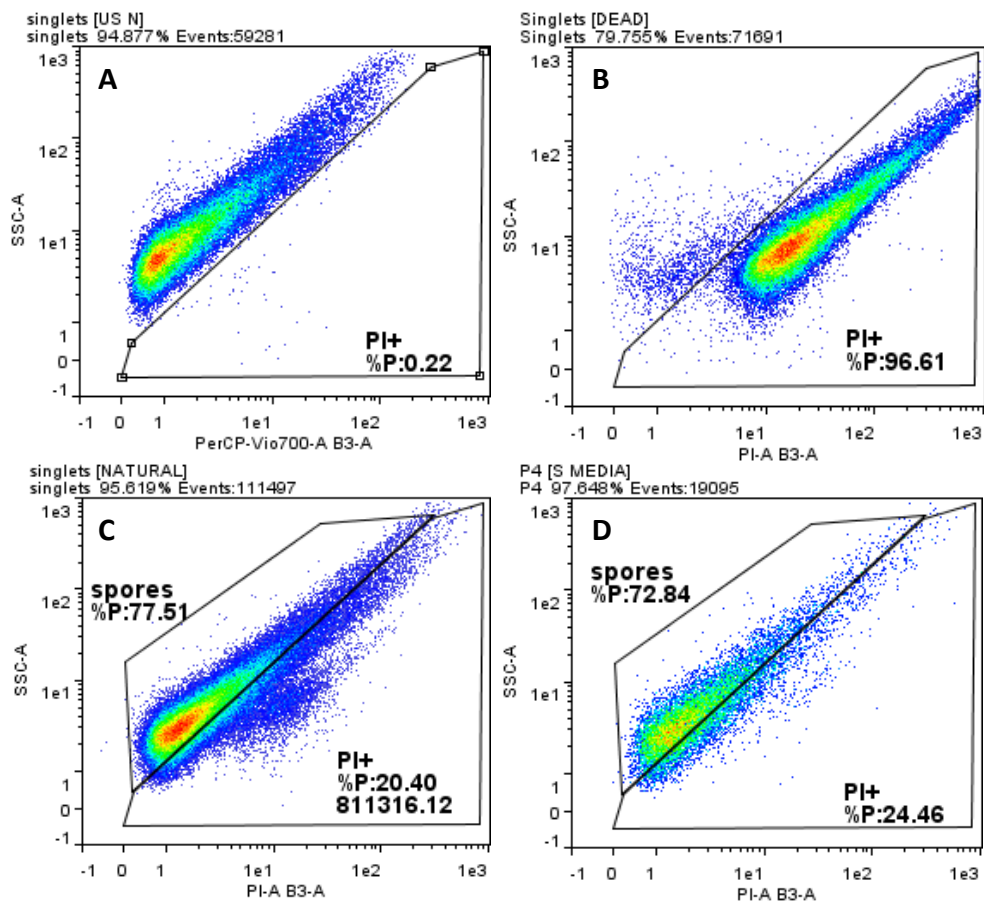 singlets [US N]
singlets 94.877% Events:59281
A
1e3
1e2
1e1
1
0
-1
SSC-A
PI+
%P:0.22
-1 0 1 1e1 1e2 1e3
PerCP-Vio700-A B3-A
Singlets [DEAD]
Singlets 79.755% Events:71691
B
1e3
1e2
1e1
1
0
-1
SSC-A
PI+
%P:96.61
-1 0 1 1e1 1e2 1e3
PI-A B3-A
singlets [NATURAL]
singlets 95.619% Events:111497
C
1e3
1e2
1e1
1
0
-1
SSC-A
spores
%P:77.51
PI+
%P:20.40
811316.12
-1 0 1 1e1 1e2 1e3
PI-A B3-A
P4 [S MEDIA]
P4 97.648% Events:19095
D
1e3
1e2
1e1
1
0
-1
SSC-A
spores
%P:72.84
PI+
%P:24.46
-1 0 1 1e1 1e2 1e3
PI-A B3-A